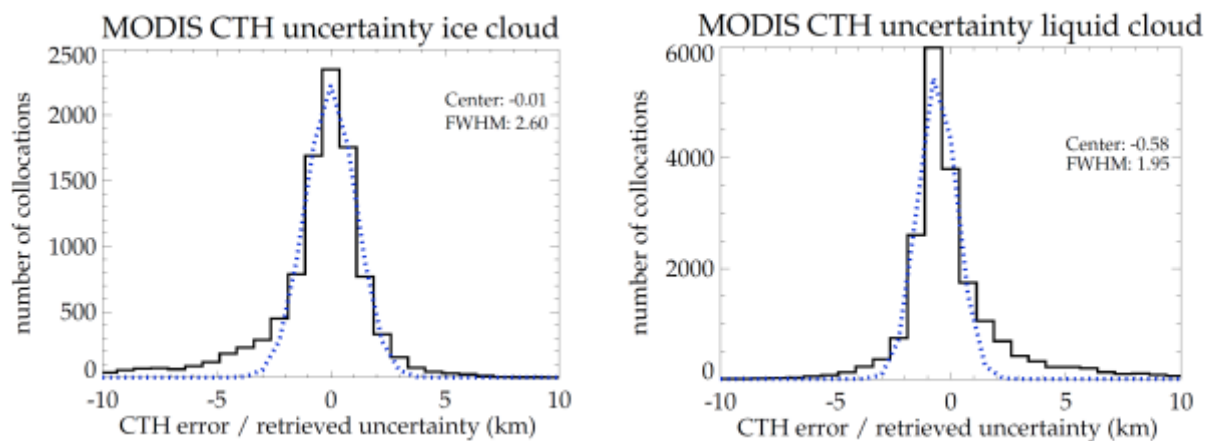 MODIS CTH uncertainty ice cloud
2500
2000
1500
1000
500
0
number of collocations
Center: -0.01
FWHM: 2.60
-10 -5 0 5 10
CTH error / retrieved uncertainty (km)
MODIS CTH uncertainty liquid cloud
6000
4000
2000
0
number of collocations
Center: -0.58
FWHM: 1.95
-10 -5 0 5 10
CTH error / retrieved uncertainty (km)